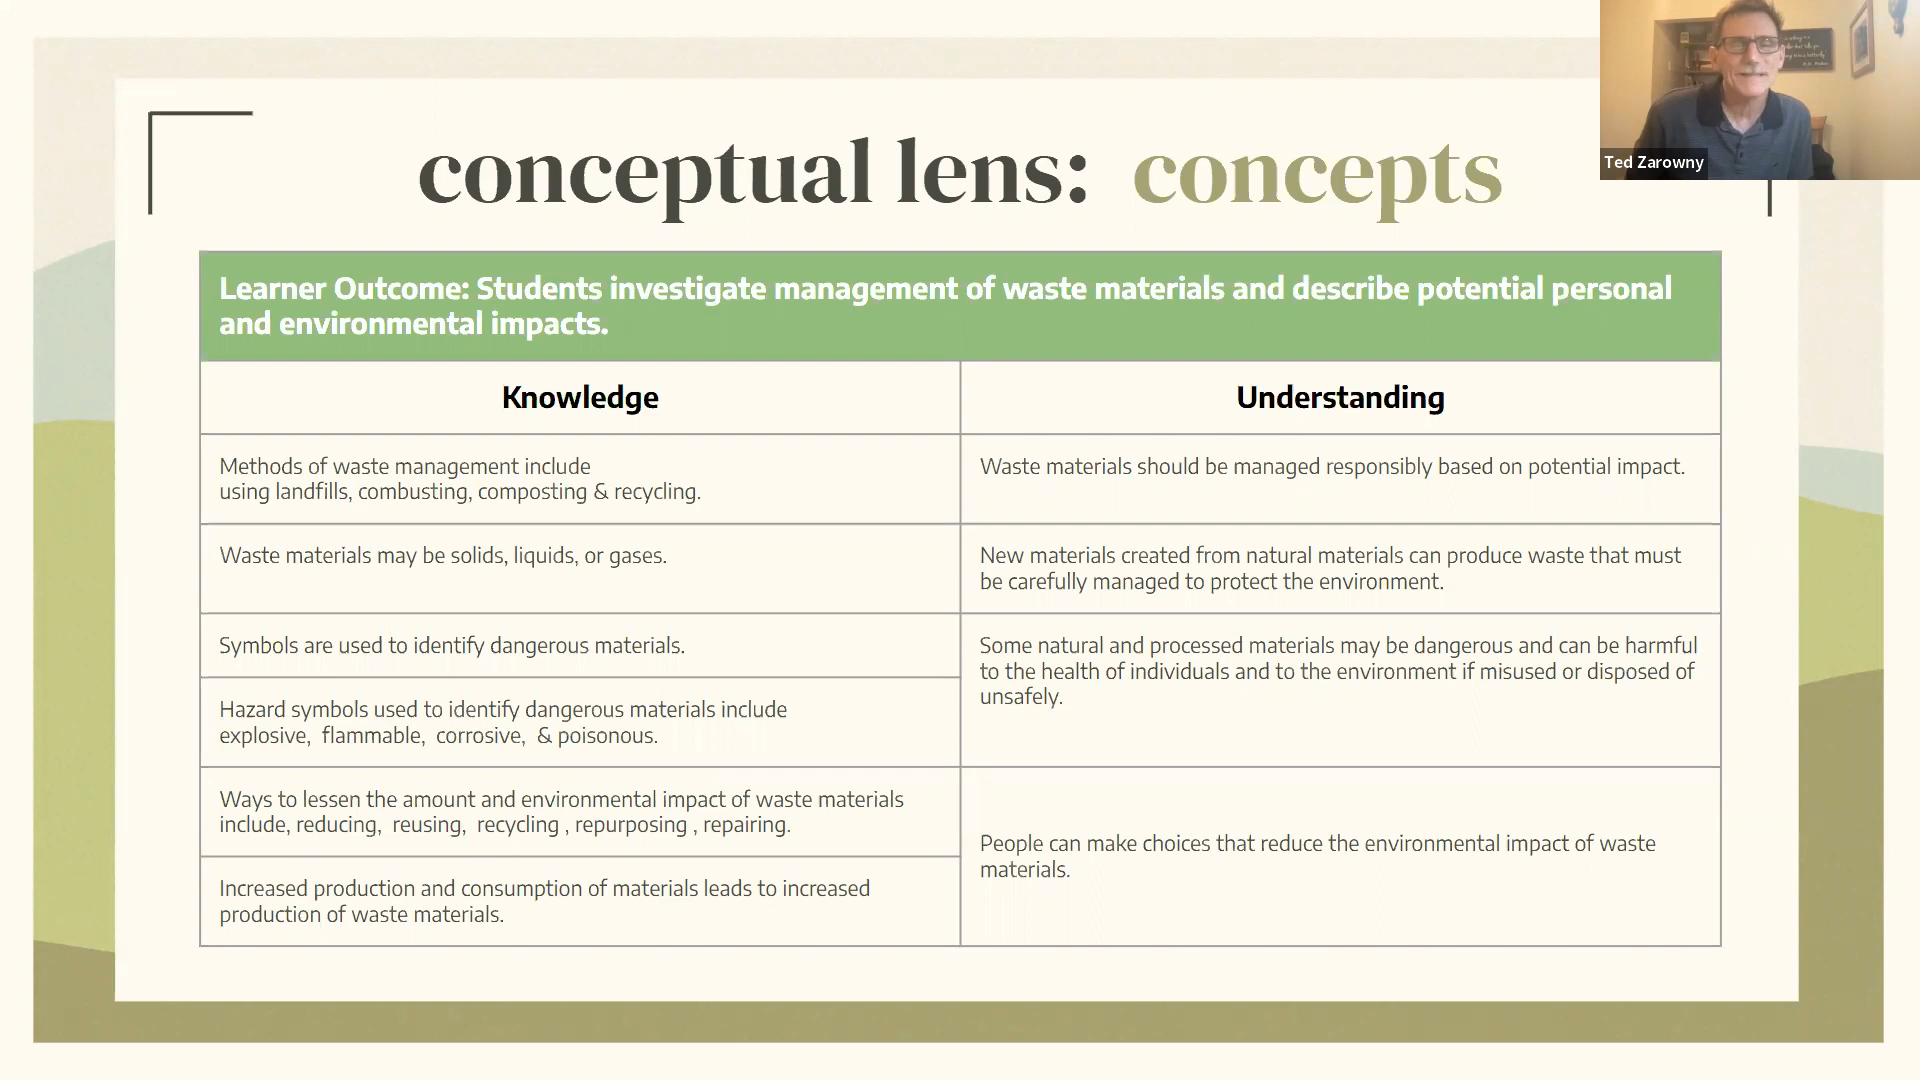 conceptual lens: concepts
Ted Zarowny
Learner Outcome: Students investigate management of waste materials and describe potential personal
and environmental impacts.
Knowledge
Understanding
Methods of waste management include
using landfills, combusting, composting & recycling.
Waste materials should be managed responsibly based on potential impact.
Waste materials may be solids, liquids, or gases.
New materials created from natural materials can produce waste that must
be carefully managed to protect the environment.
Symbols are used to identify dangerous materials.
Some natural and processed materials may be dangerous and can be harmful
to the health of individuals and to the environment if misused or disposed of
unsafely.
Hazard symbols used to identify dangerous materials include
explosive,  flammable,  corrosive,  & poisonous.
Ways to lessen the amount and environmental impact of waste materials
include, reducing,  reusing,  recycling , repurposing , repairing.
People can make choices that reduce the environmental impact of waste
materials.
Increased production and consumption of materials leads to increased
production of waste materials.